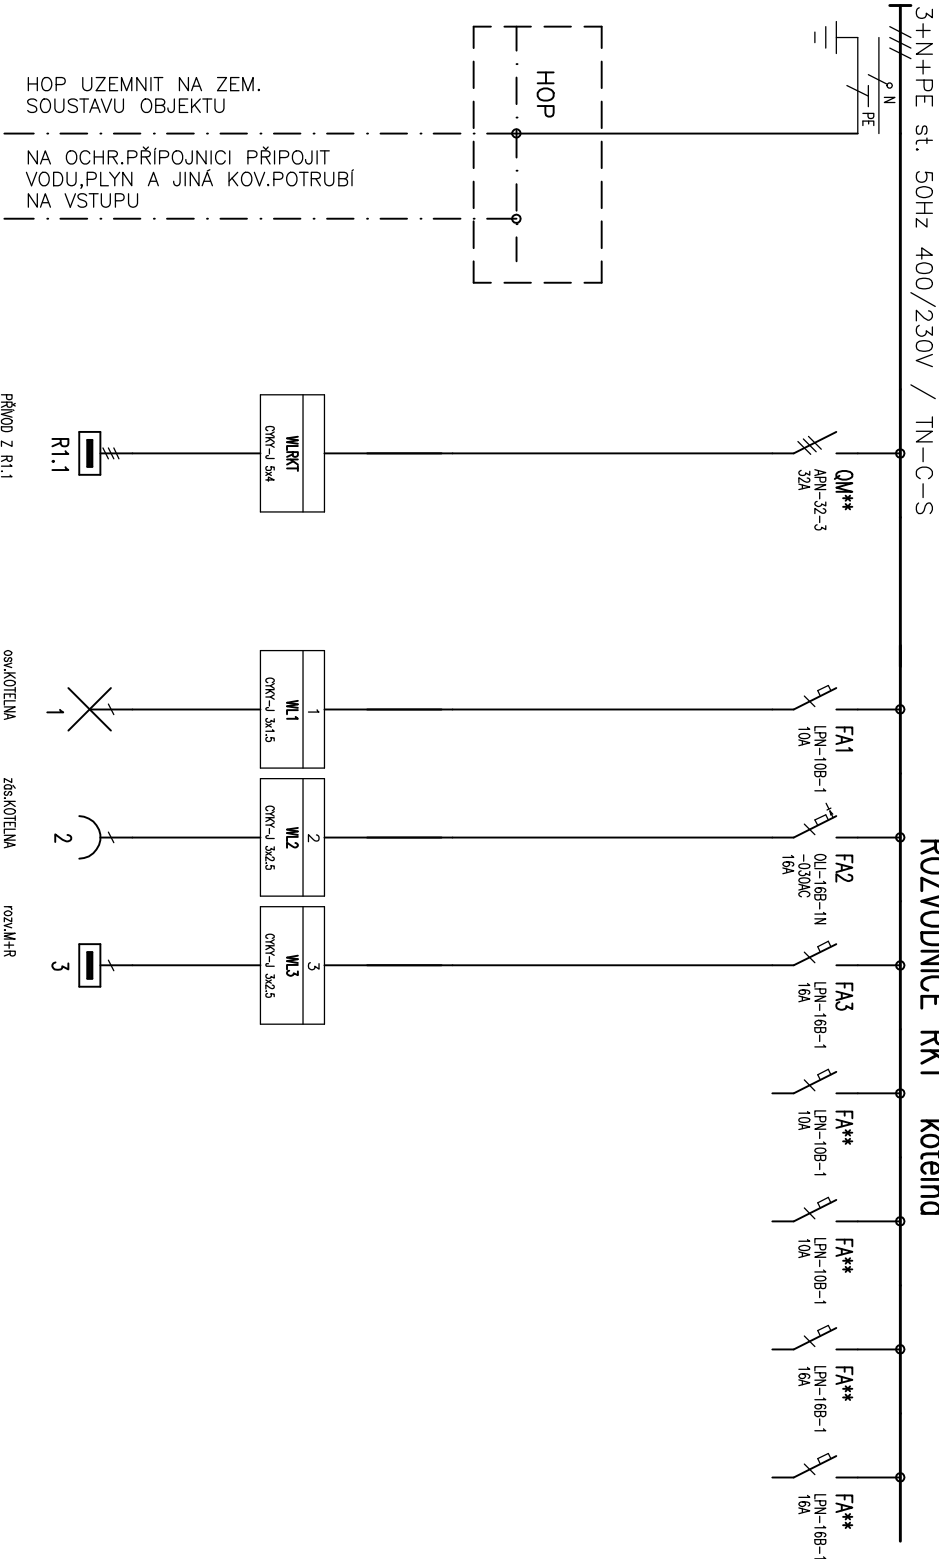 3+N+PE st. 50Hz 400/230V / TN-C-S
ROZVODNICE RKT kotelna
N
PE
HOP
HOP UZEMNIT NA ZEM.
SOUSTAVU OBJEKTU
NA OCHR.PŘÍPOJNICI PŘIPOJIT
VODU,PLYN A JINÁ KOV.POTRUBÍ
NA VSTUPU
QM**
APN-32-3
32A
WLRKT
CYKY-J 5x4
R1.1
PŘÍVOD Z R1.1
FA1
LPN-10B-1
10A
1
WL1
CYKY-J 3x1.5
1
osv.KOTELNA
FA2
OLI-16B-1N
-030AC
16A
2
WL2
CYKY-J 3x2.5
2
zás.KOTELNA
FA3
LPN-16B-1
16A
3
WL3
CYKY-J 3x2.5
3
rozv.M+R
FA**
LPN-10B-1
10A
FA**
LPN-10B-1
10A
FA**
LPN-16B-1
16A
FA**
LPN-16B-1
16A